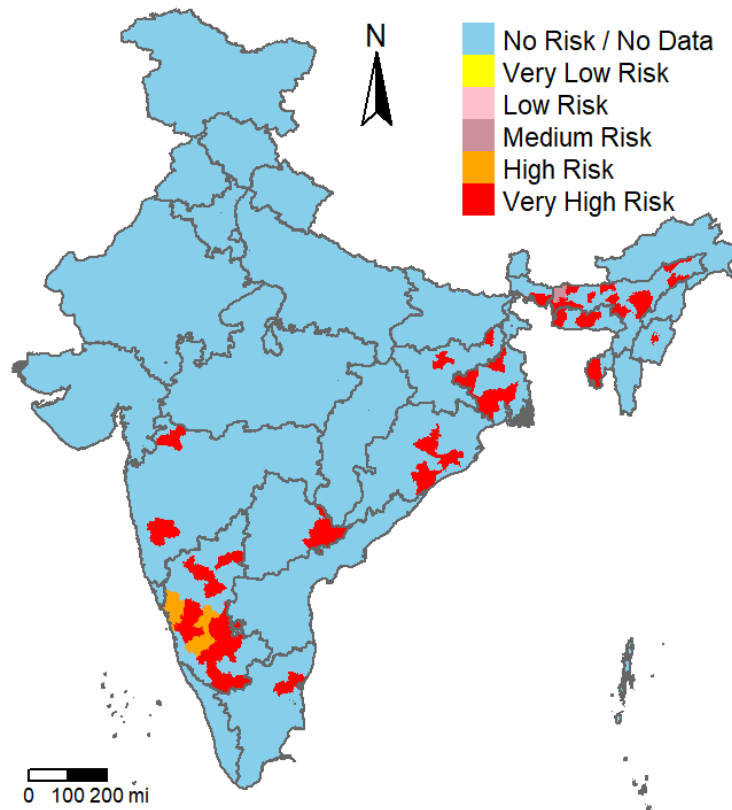 N
No Risk / No Data
Very Low Risk
Low Risk
Medium Risk
High Risk
Very High Risk
0 100 200 mi